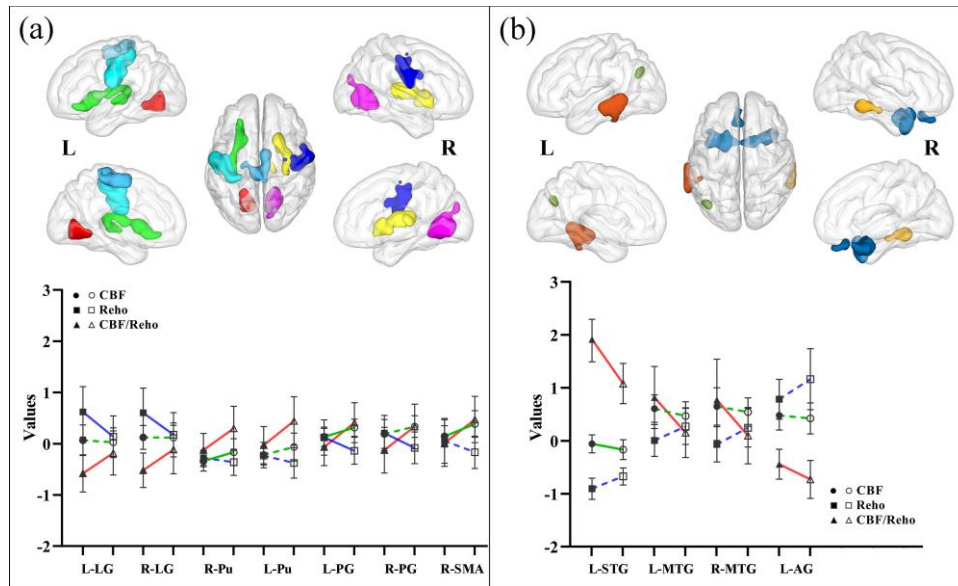 (a)
L
R
3
2
1
0
-1
-2
Values
CBF
Reho
CBF/Reho
L-LG R-LG R-Pu L-Pu L-PG R-PG R-SMA
(b)
L
R
3
2
1
0
-1
-2
Values
CBF
Reho
CBF/Reho
L-STG L-MTG R-MTG L-AG